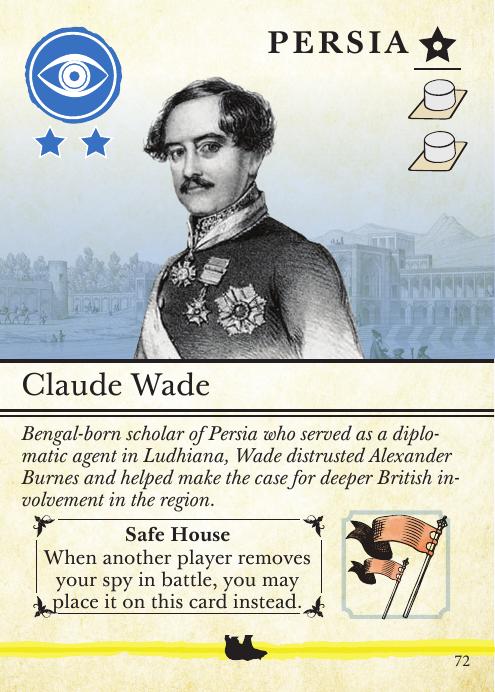 PERSIA
Claude Wade
Bengal-born scholar of Persia who served as a diplo-
matic agent in Ludhiana, Wade distrusted Alexander
Burnes and helped make the case for deeper British in-
volvement in the region.
Safe House
When another player removes
your spy in battle, you may
place it on this card instead.
72